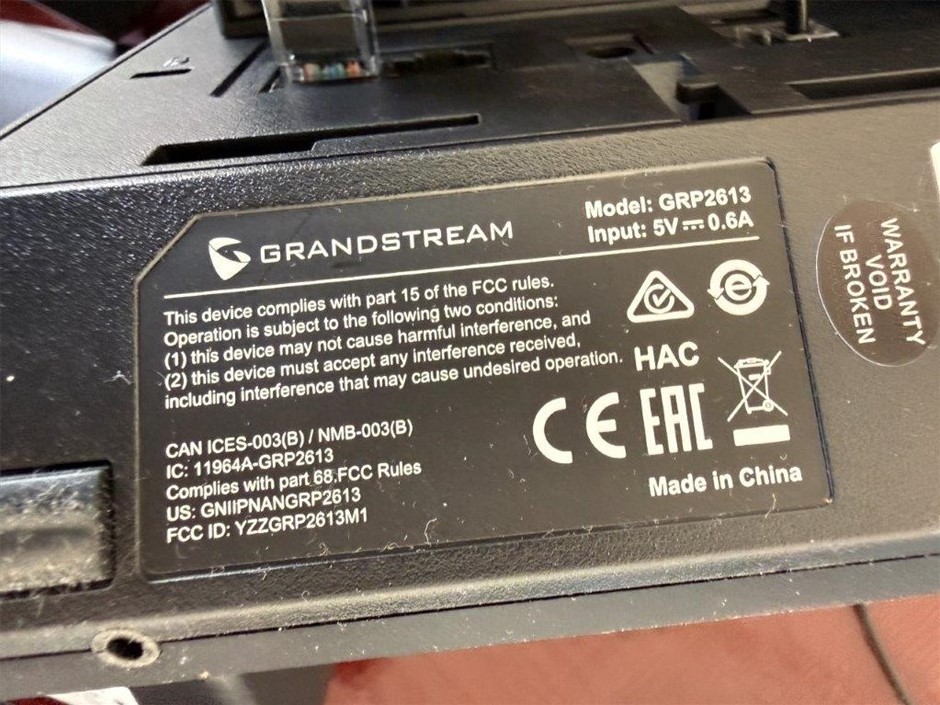 GRANDSTREAM
Model: GRP2613
Input: 5V ⎓ 0.6A
This device complies with part 15 of the FCC rules.
Operation is subject to the following two conditions:
(1) this device may not cause harmful interference, and
(2) this device must accept any interference received,
including interference that may cause undesired operation.
HAC
CE EAC
CAN ICES-003(B) / NMB-003(B)
IC: 11964A-GRP2613
Complies with part 68 FCC Rules
US: GNIIPNANGRP2613
FCC ID: YZZGRP2613M1
Made in China
WARRANTY
VOID
IF BROKEN